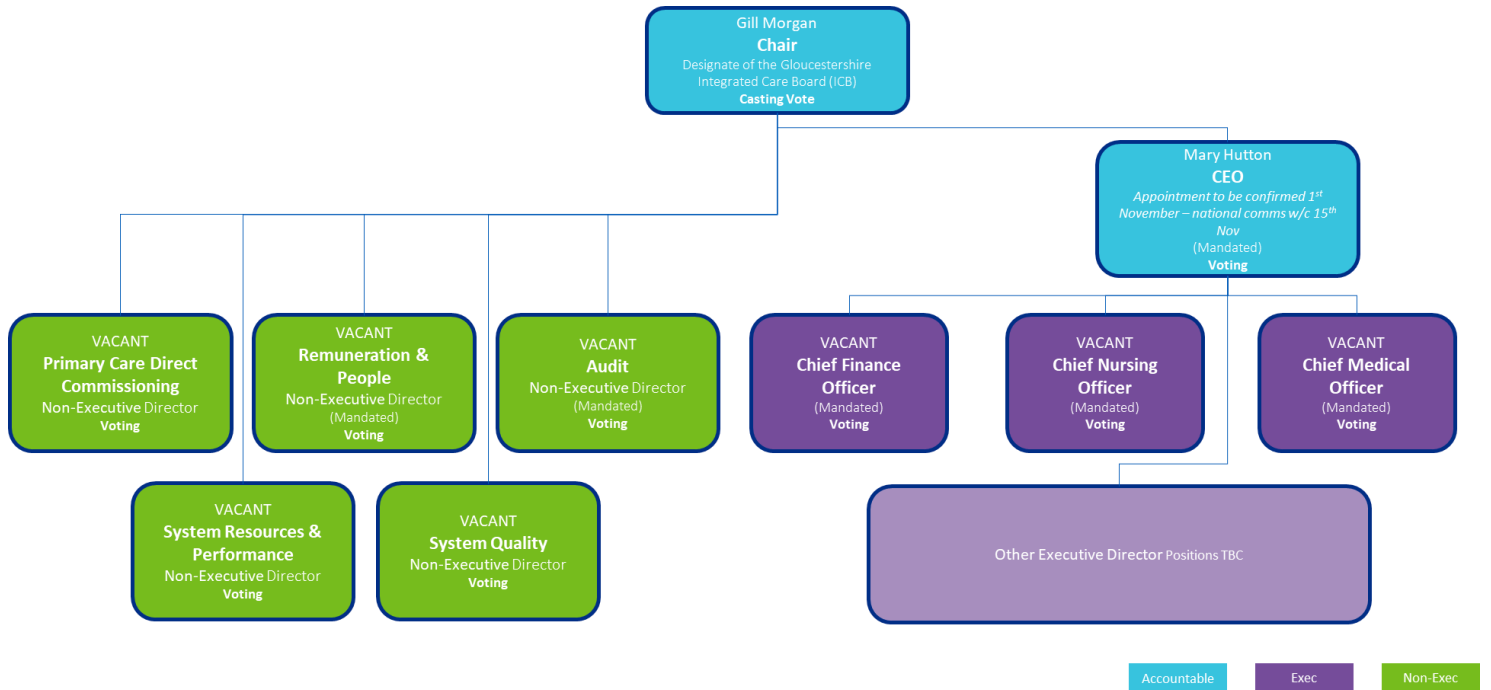 Gill Morgan
Chair
Designate of the Gloucestershire
Integrated Care Board (ICB)
Casting Vote
Mary Hutton
CEO
Appointment to be confirmed 1st
November – national comms w/c 15th
Nov
(Mandated)
Voting
VACANT
Primary Care Direct
Commissioning
Non-Executive Director
Voting
VACANT
Remuneration &
People
Non-Executive Director
(Mandated)
Voting
VACANT
Audit
Non-Executive Director
(Mandated)
Voting
VACANT
Chief Finance
Officer
(Mandated)
Voting
VACANT
Chief Nursing
Officer
(Mandated)
Voting
VACANT
Chief Medical
Officer
(Mandated)
Voting
VACANT
System Resources &
Performance
Non-Executive Director
Voting
VACANT
System Quality
Non-Executive Director
Voting
Other Executive Director Positions TBC
Accountable
Exec
Non-Exec